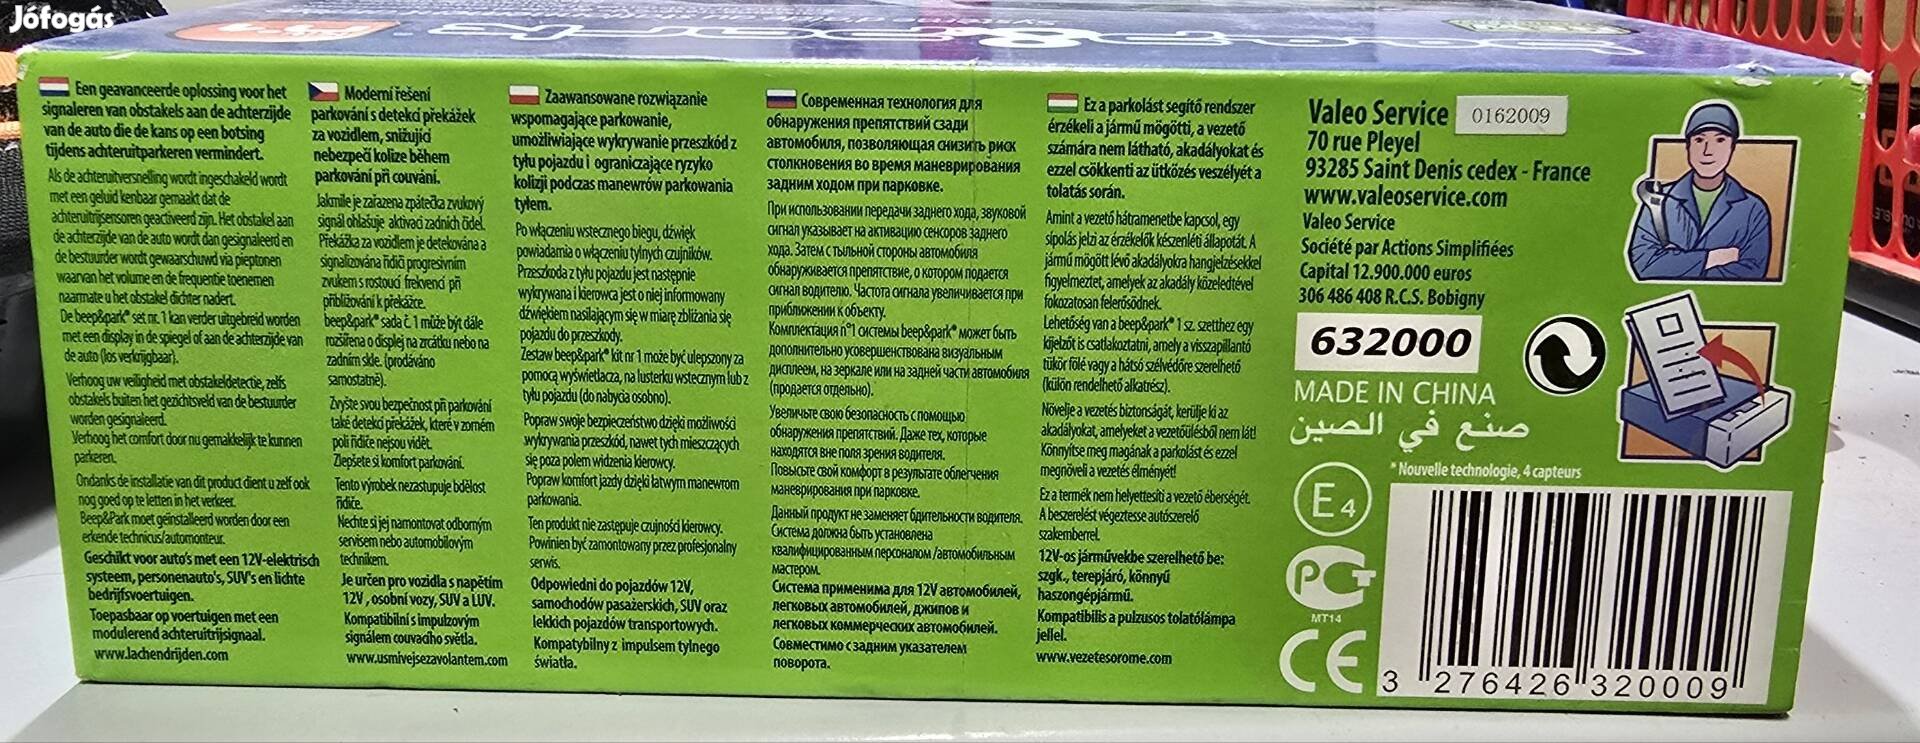 Jófogás
beep&park
Een geavanceerde oplossing voor het
signaleren van obstakels aan de achterzijde
van de auto die de kans op een botsing
tijdens achteruitparkeren vermindert.
Als de achteruitversnelling wordt ingeschakeld wordt
met een geluid kenbaar gemaakt dat de
achteruitrijsensoren geactiveerd zijn. Het obstakel aan
de achterzijde van de auto wordt dan gesignaleerd en
de bestuurder wordt gewaarschuwd via pieptonen
waarvan het volume en de frequentie toenemen
naarmate u het obstakel dichter nadert.
De beep&park® set nr. 1 kan verder uitgebreid worden
met een display in de spiegel of aan de achterzijde van
de auto (los verkrijgbaar).
Verhoog uw veiligheid met obstakeldetectie, zelfs
obstakels buiten het gezichtsveld van de bestuurder
worden gesignaleerd.
Verhoog het comfort door nu gemakkelijk te kunnen
parkeren.
Ondanks de installatie van dit product dient u zelf ook
nog goed op te letten in het verkeer.
Beep&Park moet geïnstalleerd worden door een
erkende technicus/automonteur.
Geschikt voor auto's met een 12V-elektrisch
systeem, personenauto's, SUV's en lichte
bedrijfsvoertuigen.
Toepasbaar op voertuigen met een
modulerend achteruitrijsignaal.
www.lachendrijden.com
Moderní řešení
parkování s detekcí překážek
za vozidlem, snižující
nebezpečí kolize během
parkování při couvání.
Jakmile je zařazena zpátečka zvukový
signál ohlašuje aktivaci zadních čidel.
Překážka za vozidlem je detekována a
signalizována řidiči progresivním
zvukem s rostoucí frekvencí při
přibližování k překážce.
beep&park® sada č. 1 může být dále
rozšířena o displej na zrcátku nebo na
zadním skle. (prodáváno
samostatně).
Zvyšte svou bezpečnost při parkování
také detekcí překážek, které v zorném
poli řidiče nejsou vidět.
Zlepšete si komfort parkování.
Tento výrobek nezastupuje bdělost
řidiče.
Nechte si jej namontovat odborným
servisem nebo automobilovým
technikem.
Je určen pro vozidla s napětím
12V , osobní vozy, SUV a LUV.
Kompatibilní s impulzovým
signálem couvacího světla.
www.usmivejsezavolantem.com
Zaawansowane rozwiązanie
wspomagające parkowanie,
umożliwiające wykrywanie przeszkód z
tyłu pojazdu i ograniczające ryzyko
kolizji podczas manewrów parkowania
tyłem.
Po włączeniu wstecznego biegu, dźwięk
powiadamia o włączeniu tylnych czujników.
Przeszkoda z tyłu pojazdu jest następnie
wykrywana i kierowca jest o niej informowany
dźwiękiem nasilającym się w miarę zbliżania się
pojazdu do przeszkody.
Zestaw beep&park® kit nr 1 może być ulepszony za
pomocą wyświetlacza, na lusterku wstecznym lub z
tyłu pojazdu (do nabycia osobno).
Popraw swoje bezpieczeństwo dzięki możliwości
wykrywania przeszkód, nawet tych mieszczących
się poza polem widzenia kierowcy.
Popraw komfort jazdy dzięki łatwym manewrom
parkowania.
Ten produkt nie zastępuje czujności kierowcy.
Powinien być zamontowany przez profesjonalny
serwis.
Odpowiedni do pojazdów 12V,
samochodów pasażerskich, SUV oraz
lekkich pojazdów transportowych.
Kompatybilny z impulsem tylnego
światła.
Современная технология для
обнаружения препятствий сзади
автомобиля, позволяющая снизить риск
столкновения во время маневрирования
задним ходом при парковке.
При использовании передачи заднего хода, звуковой
сигнал указывает на активацию сенсоров заднего
хода. Затем с тыльной стороны автомобиля
обнаруживается препятствие, о котором подается
сигнал водителю. Частота сигнала увеличивается при
приближении к объекту.
Комплектация n°1 системы beep&park® может быть
дополнительно усовершенствована визуальным
дисплеем, на зеркале или на задней части автомобиля
(продается отдельно).
Увеличьте свою безопасность с помощью
обнаружения препятствий. Даже тех, которые
находятся вне поля зрения водителя.
Повысьте свой комфорт в результате облегчения
маневрирования при парковке.
Данный продукт не заменяет бдительности водителя.
Система должна быть установлена
квалифицированным персоналом /автомобильным
мастером.
Система применима для 12V автомобилей,
легковых автомобилей, джипов и
легковых коммерческих автомобилей.
Совместимо с задним указателем
поворота.
Ez a parkolást segítő rendszer
érzékeli a jármű mögötti, a vezető
számára nem látható, akadályokat és
ezzel csökkenti az ütközés veszélyét a
tolatás során.
Amint a vezető hátramenetbe kapcsol, egy
sípolás jelzi az érzékelők készenléti állapotát. A
jármű mögött lévő akadályokra hangjelzésekkel
figyelmeztet, amelyek az akadály közeledtével
fokozatosan felerősödnek.
Lehetőség van a beep&park® 1 sz. szetthez egy
kijelzőt is csatlakoztatni, amely a visszapillantó
tükör fölé vagy a hátsó szélvédőre szerelhető
(külön rendelhető alkatrész).
Növelje a vezetés biztonságát, kerülje ki az
akadályokat, amelyeket a vezetőülésből nem lát!
Könnyítse meg magának a parkolást és ezzel
megnöveli a vezetés élményét!
Ez a termék nem helyettesíti a vezető éberségét.
A beszerelést végeztesse autószerelő
szakemberrel.
12V-os járművekbe szerelhető be:
szgk., terepjáró, könnyű
haszongépjármű.
Kompatibilis a pulzusos tolatólámpa
jellel.
www.vezetesorome.com
Valeo Service 0162009
70 rue Pleyel
93285 Saint Denis cedex - France
www.valeoservice.com
Valeo Service
Société par Actions Simplifiées
Capital 12.900.000 euros
306 486 408 R.C.S. Bobigny
632000
MADE IN CHINA
صنع في الصين
* Nouvelle technologie, 4 capteurs
E4
PCT
MT14
CE
3 276426 320009